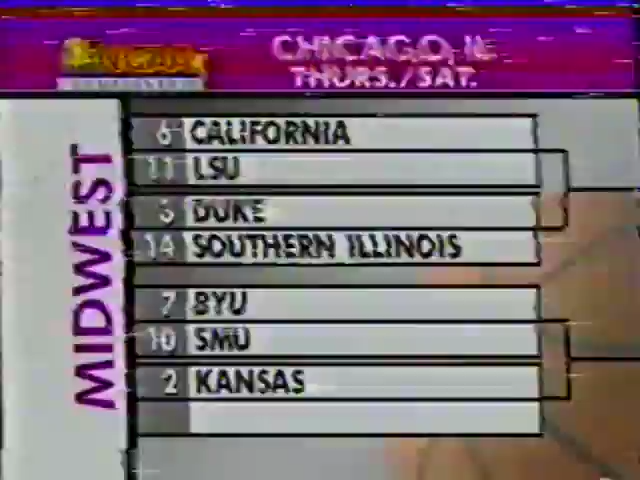 CHICAGO, IL
THURS./SAT.
MIDWEST
6 CALIFORNIA
11 LSU
DUKE
14 SOUTHERN ILLINOIS
7 BYU
10 SMU
2 KANSAS